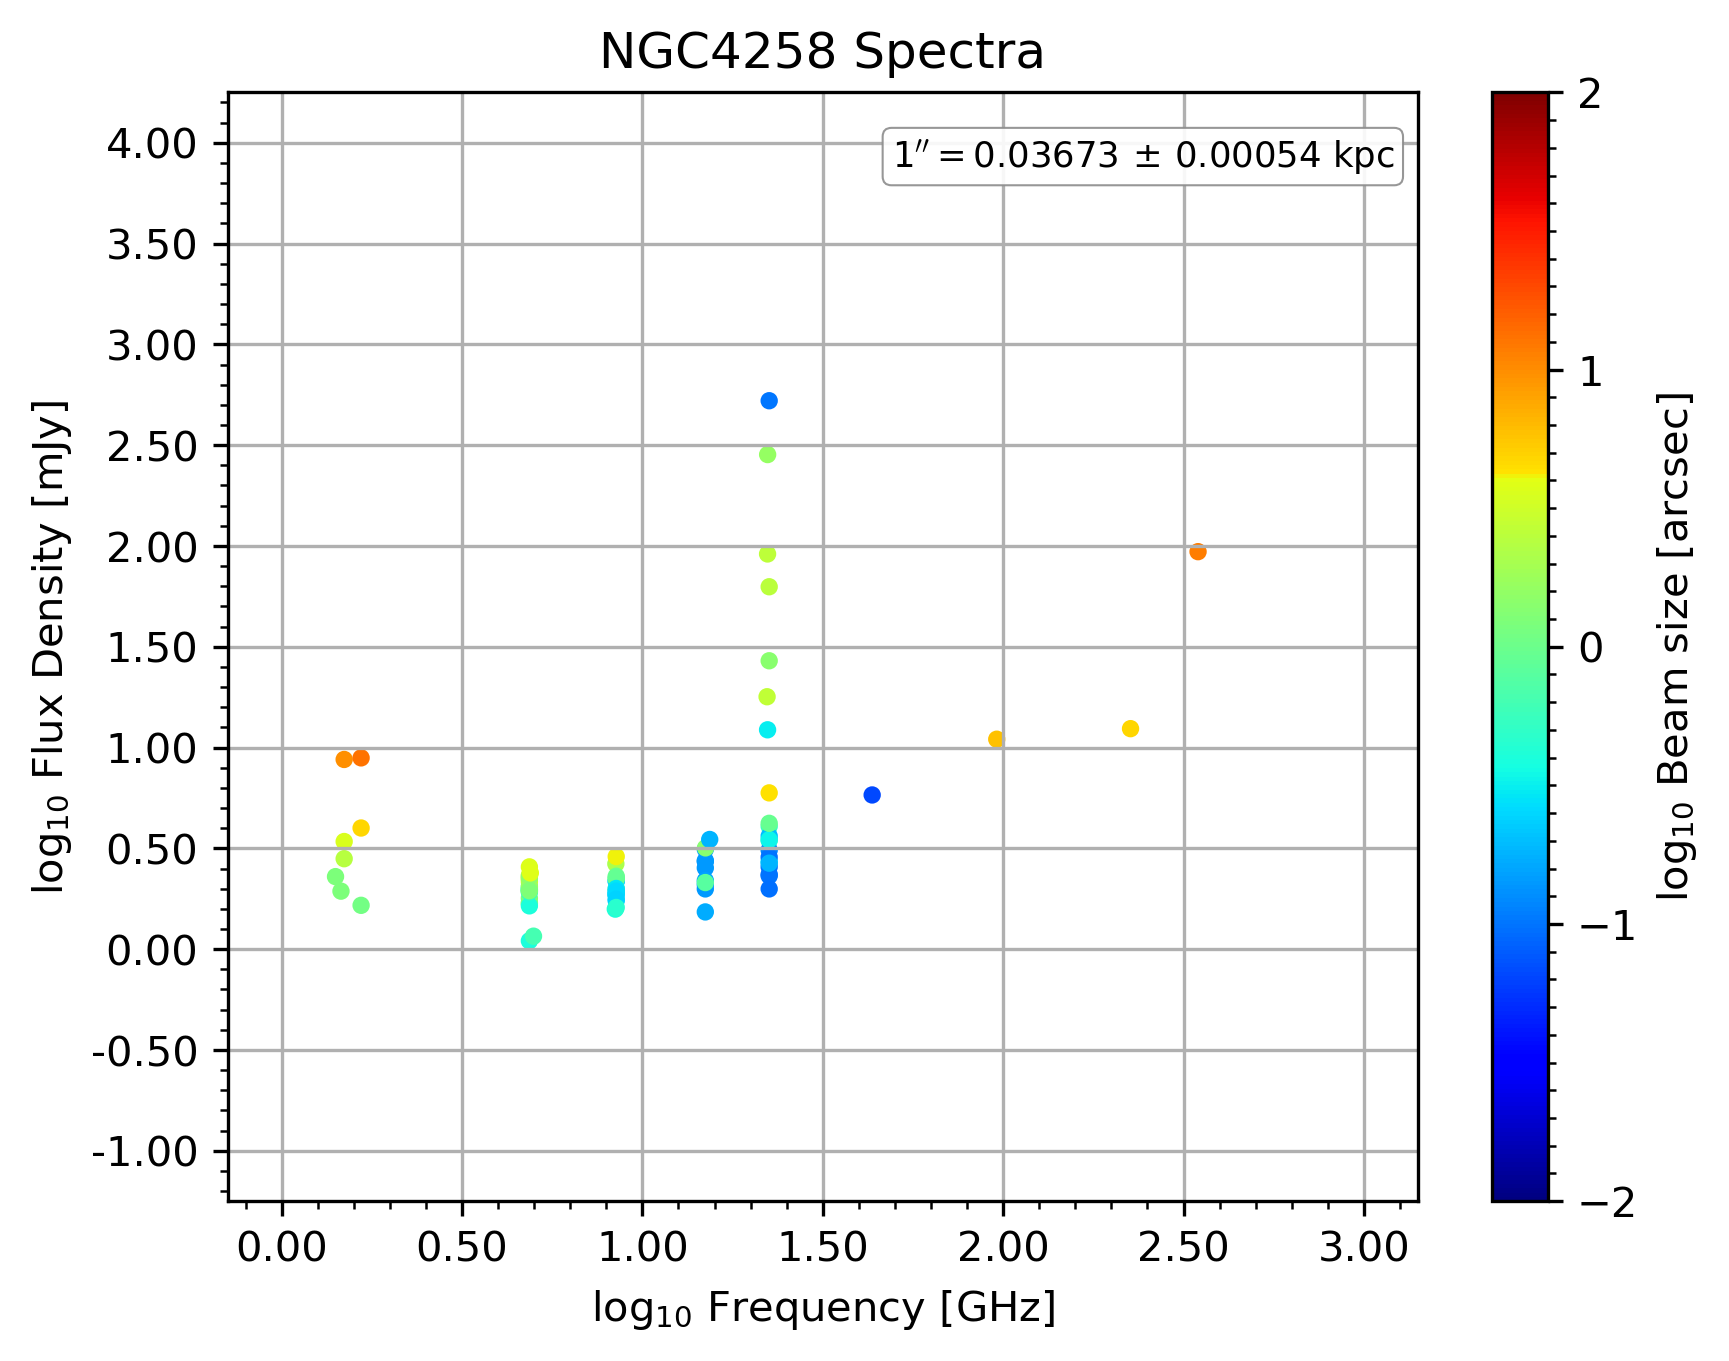 NGC4258 Spectra
1″ = 0.03673 ± 0.00054 kpc
log₁₀ Flux Density [mJy]
4.00
3.50
3.00
2.50
2.00
1.50
1.00
0.50
0.00
-0.50
-1.00
0.00 0.50 1.00 1.50 2.00 2.50 3.00
log₁₀ Frequency [GHz]
2
1
0
−1
−2
log₁₀ Beam size [arcsec]